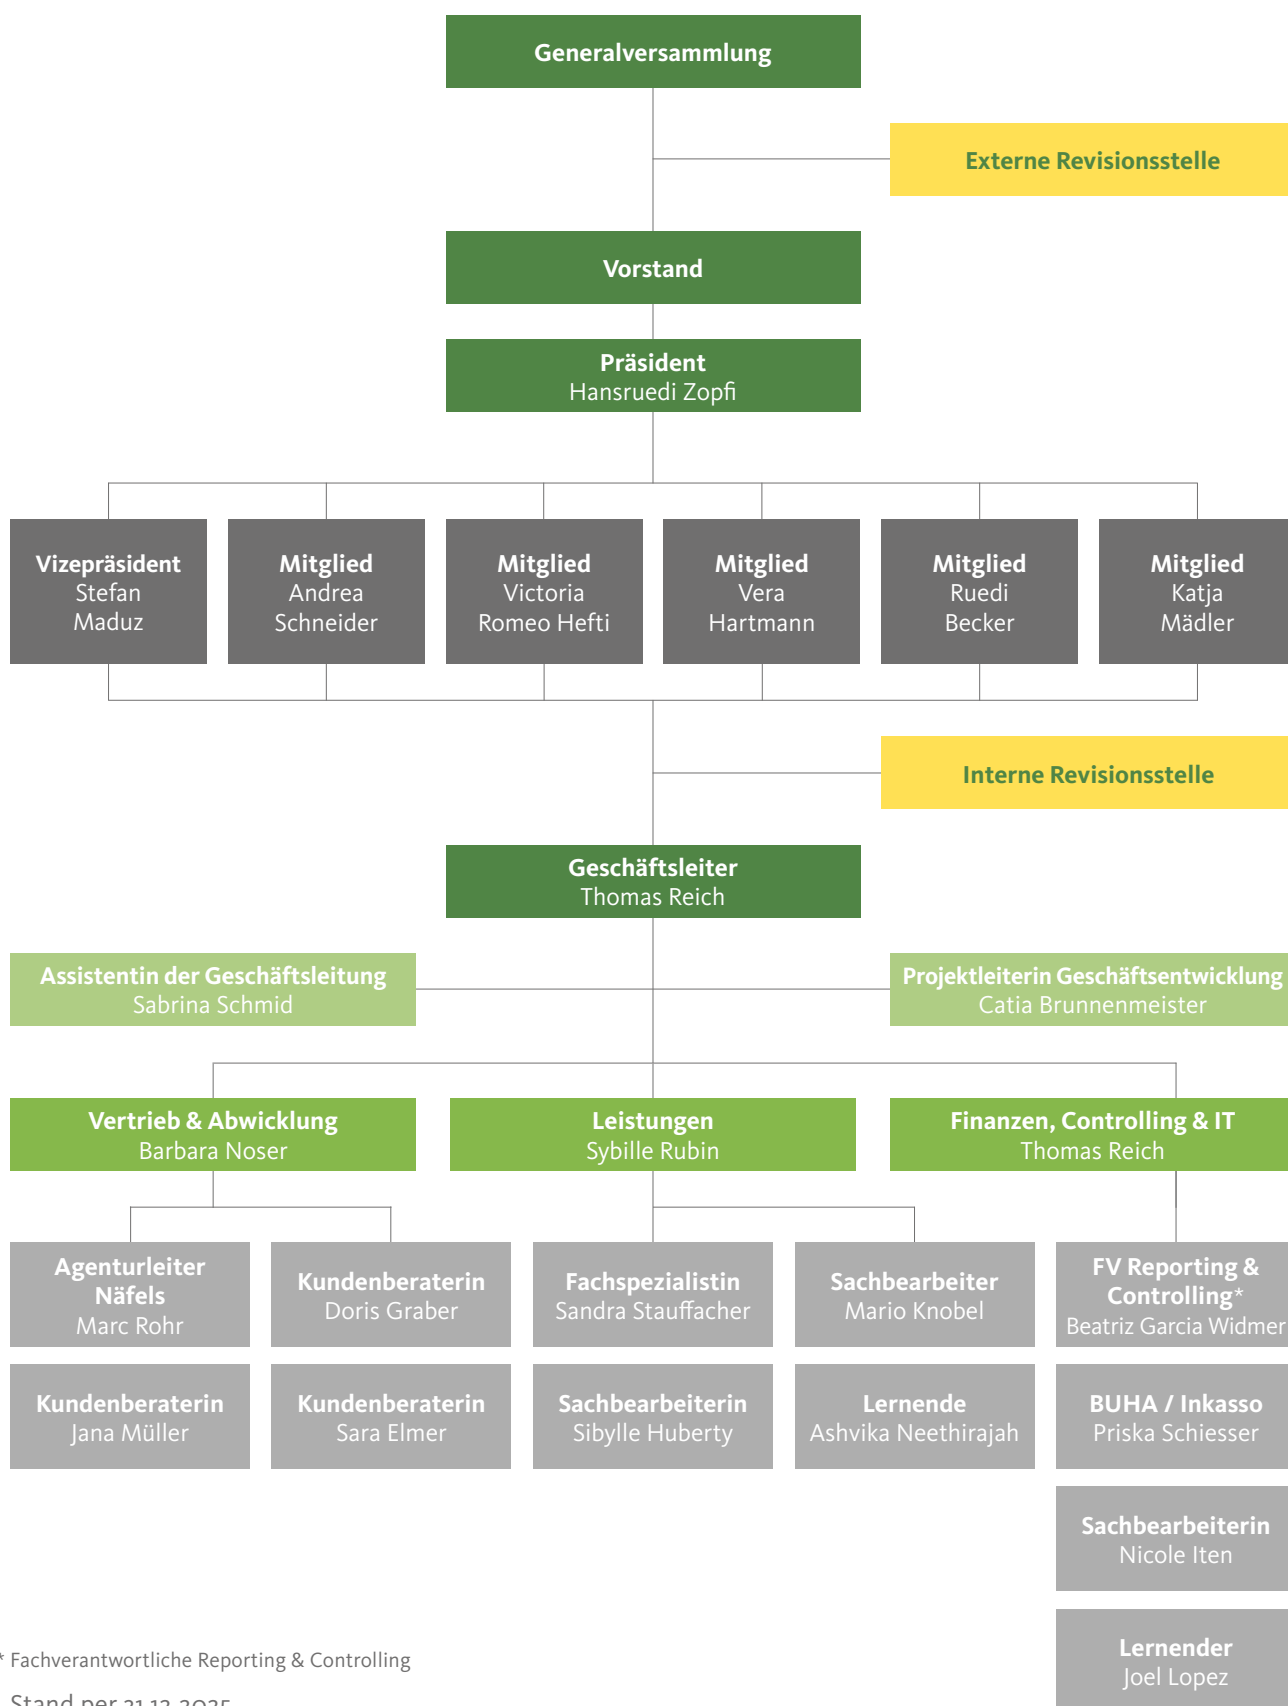 Generalversammlung
Externe Revisionsstelle
Vorstand
Präsident
Hansruedi Zopfi
Vizepräsident
Stefan
Maduz
Mitglied
Andrea
Schneider
Mitglied
Victoria
Romeo Hefti
Mitglied
Vera
Hartmann
Mitglied
Ruedi
Becker
Mitglied
Katja
Mädler
Interne Revisionsstelle
Geschäftsleiter
Thomas Reich
Assistentin der Geschäftsleitung
Sabrina Schmid
Projektleiterin Geschäftsentwicklung
Catia Brunnenmeister
Vertrieb & Abwicklung
Barbara Noser
Leistungen
Sybille Rubin
Finanzen, Controlling & IT
Thomas Reich
Agenturleiter
Näfels
Marc Rohr
Kundenberaterin
Doris Graber
Fachspezialistin
Sandra Stauffacher
Sachbearbeiter
Mario Knobel
FV Reporting &
Controlling*
Beatriz Garcia Widmer
Kundenberaterin
Jana Müller
Kundenberaterin
Sara Elmer
Sachbearbeiterin
Sibylle Huberty
Lernende
Ashvika Neethirajah
BUHA / Inkasso
Priska Schiesser
Sachbearbeiterin
Nicole Iten
Lernender
Joel Lopez
* Fachverantwortliche Reporting & Controlling
Stand per